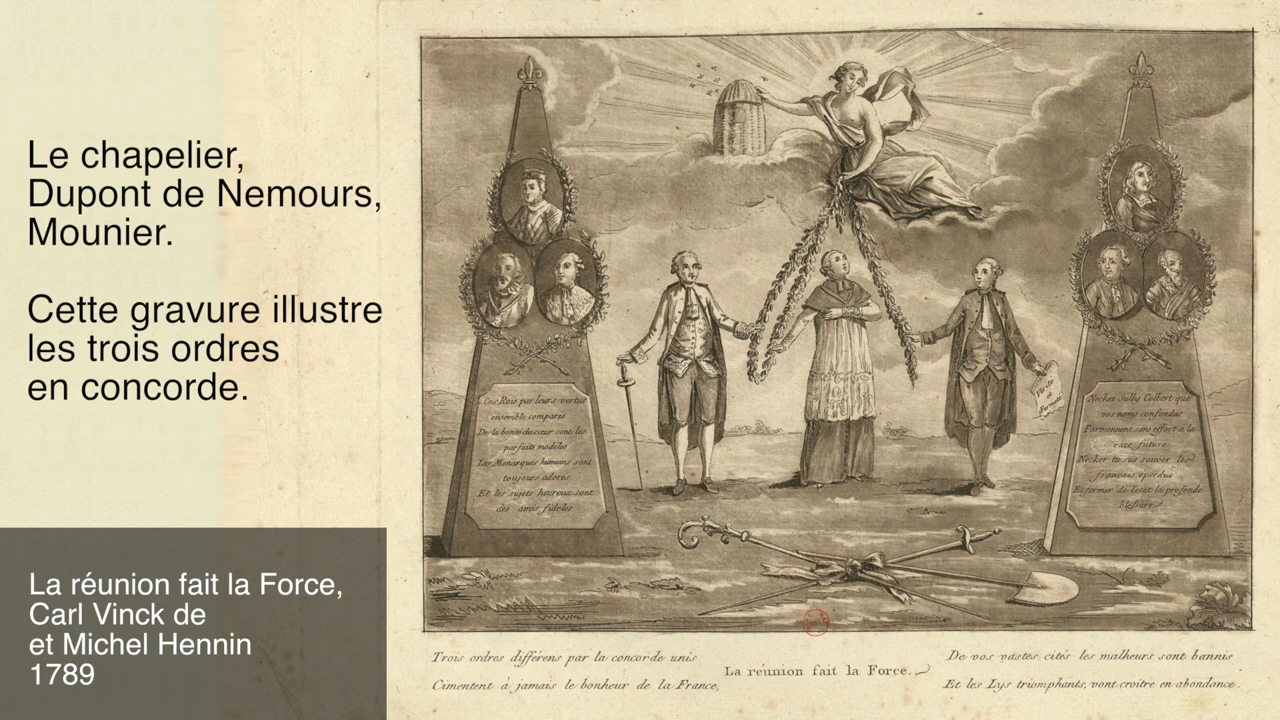 Le chapelier,
Dupont de Nemours,
Mounier.
Cette gravure illustre
les trois ordres
en concorde.
La réunion fait la Force,
Carl Vinck de
et Michel Hennin
1789
Ces Rois par leurs vertus
ensemble comparés
De la bonté du cœur sont les
parfaits modèles
Les Monarques humains sont
toujours adorés
Et les sujets heureux sont
des amis fidèles
Necker Sully Colbert que
vos noms confondus
Parviennent sans effort à la
race future
Necker tu sus sauver les
français éperdus
Et fermer de l'état la profonde
blessure
Trois ordres différens par la concorde unis
Cimentent à jamais le bonheur de la France,
La réunion fait la Force.
De vos vastes cités les malheurs sont bannis
Et les Lys triomphants, vont croitre en abondance.